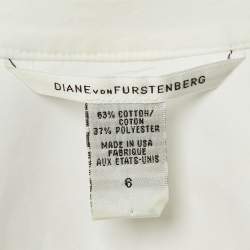 DIANE VON FURSTENBERG
63% COTTON/
COTON
37% POLYESTER
MADE IN USA
FABRIQUE
AUX ETATS-UNIS
6